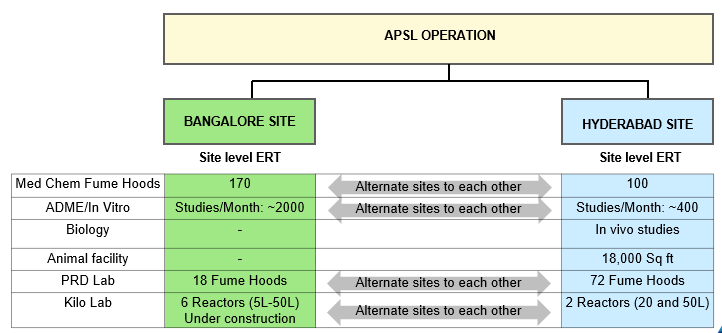 APSL OPERATION
BANGALORE SITE
HYDERABAD SITE
Site level ERT
Site level ERT
Med Chem Fume Hoods 170 Alternate sites to each other 100
ADME/In Vitro Studies/Month: ~2000 Alternate sites to each other Studies/Month: ~400
Biology - In vivo studies
Animal facility - 18,000 Sq ft
PRD Lab 18 Fume Hoods Alternate sites to each other 72 Fume Hoods
Kilo Lab 6 Reactors (5L-50L) Alternate sites to each other 2 Reactors (20 and 50L)
Under construction